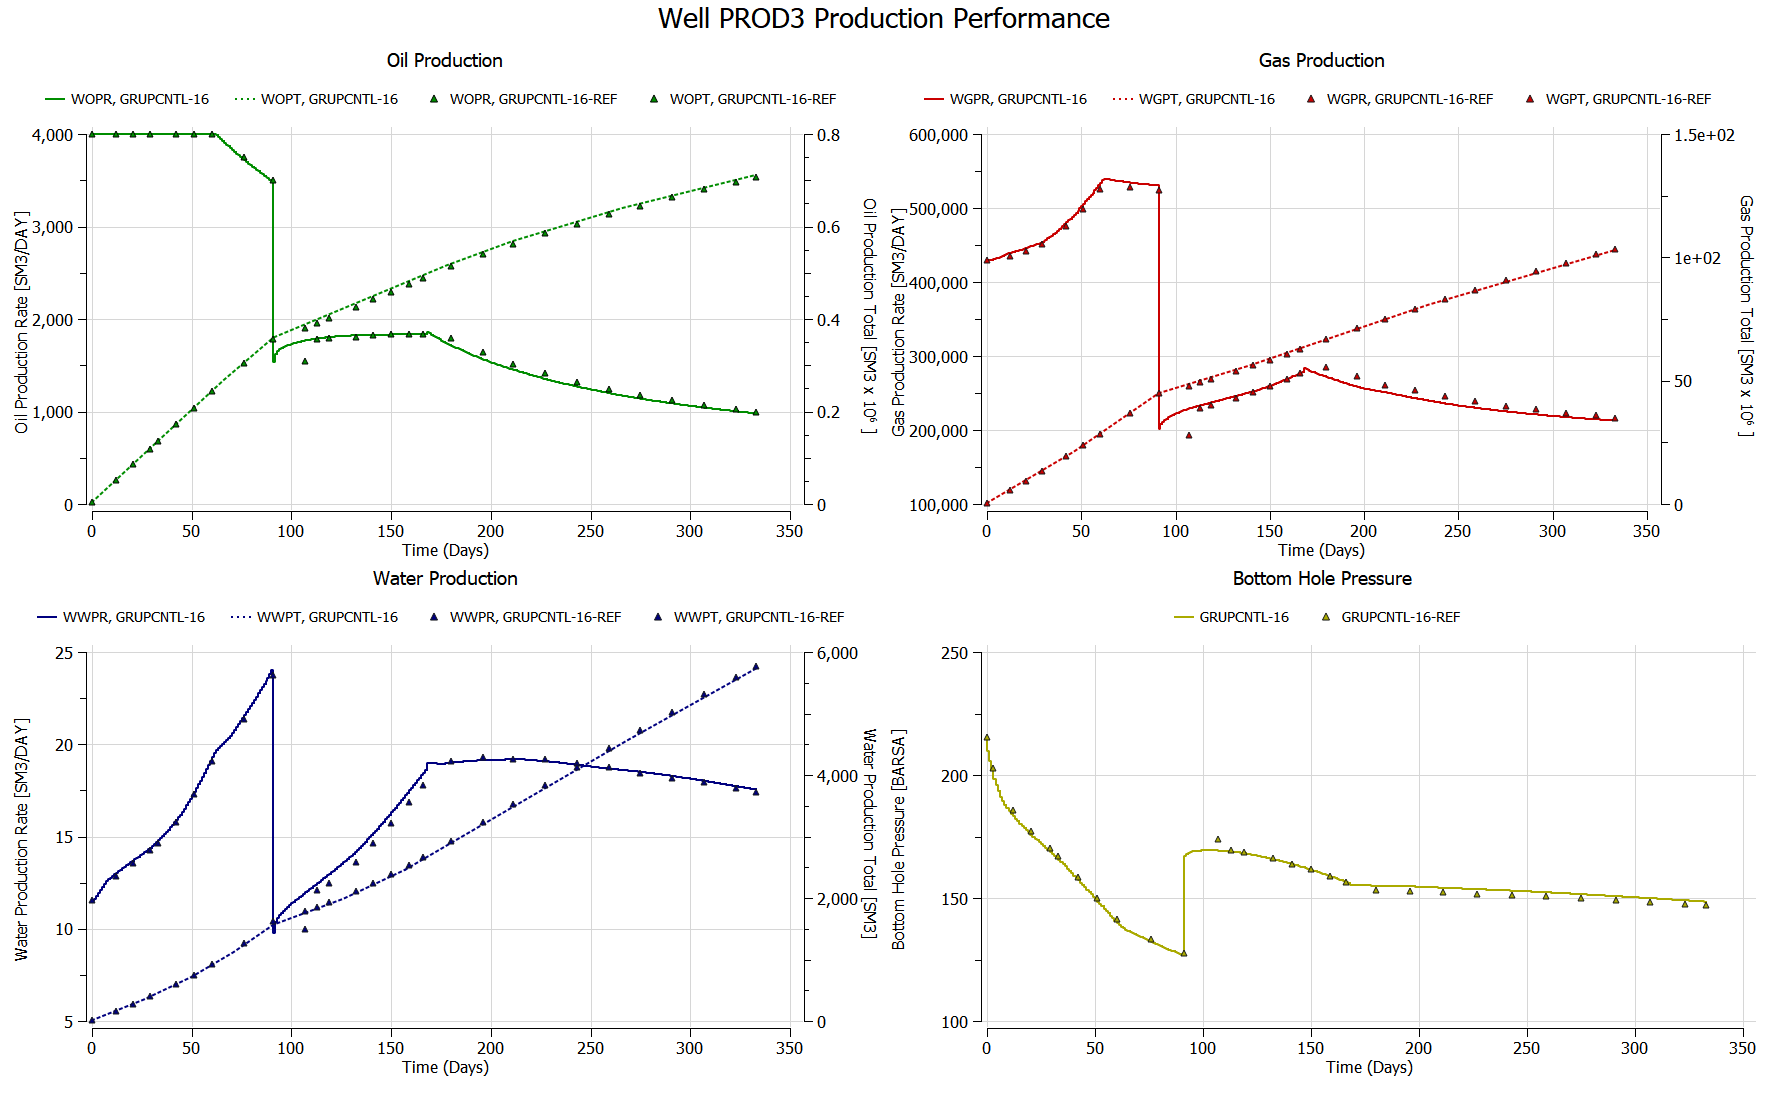 Well PROD3 Production Performance
Oil Production
WOPR, GRUPCNTL-16 WOPT, GRUPCNTL-16 WOPR, GRUPCNTL-16-REF WOPT, GRUPCNTL-16-REF
4,000
3,000
2,000
1,000
0
Oil Production Rate [SM3/DAY]
0.8
0.6
0.4
0.2
0
Oil Production Total [SM3 x 10⁶ ]
0 50 100 150 200 250 300 350
Time (Days)
Gas Production
WGPR, GRUPCNTL-16 WGPT, GRUPCNTL-16 WGPR, GRUPCNTL-16-REF WGPT, GRUPCNTL-16-REF
600,000
500,000
400,000
300,000
200,000
100,000
Gas Production Rate [SM3/DAY]
1.5e+02
1e+02
50
0
Gas Production Total [SM3 x 10⁶ ]
0 50 100 150 200 250 300 350
Time (Days)
Water Production
WWPR, GRUPCNTL-16 WWPT, GRUPCNTL-16 WWPR, GRUPCNTL-16-REF WWPT, GRUPCNTL-16-REF
25
20
15
10
5
Water Production Rate [SM3/DAY]
6,000
4,000
2,000
0
Water Production Total [SM3]
0 50 100 150 200 250 300 350
Time (Days)
Bottom Hole Pressure
GRUPCNTL-16 GRUPCNTL-16-REF
250
200
150
100
Bottom Hole Pressure [BARSA]
0 50 100 150 200 250 300 350
Time (Days)